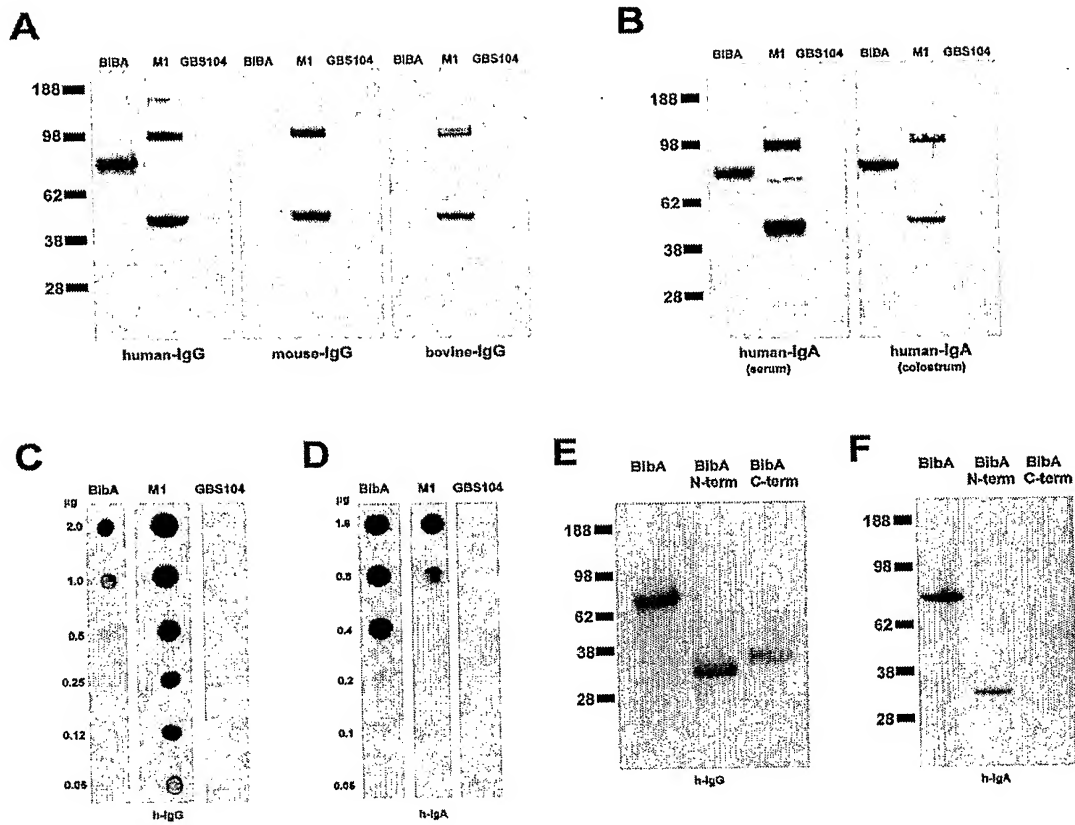 A
BIBA M1 GBS104 BIBA M1 GBS104 BIBA M1 GBS104
188
98
62
38
28
human-IgG mouse-IgG bovine-IgG
B
BIBA M1 GBS104 BIBA M1 GBS104
188
98
62
38
28
human-IgA (serum) human-IgA (colostrum)
C
BibA M1 GBS104
µg
2.0
1.0
0.5
0.25
0.12
0.05
h-IgG
D
BibA M1 GBS104
1.6
0.8
0.4
0.2
0.1
0.05
h-IgA
E
BibA BibA N-term BibA C-term
188
98
62
38
28
h-IgG
F
BibA BibA N-term BibA C-term
188
98
62
38
28
h-IgA